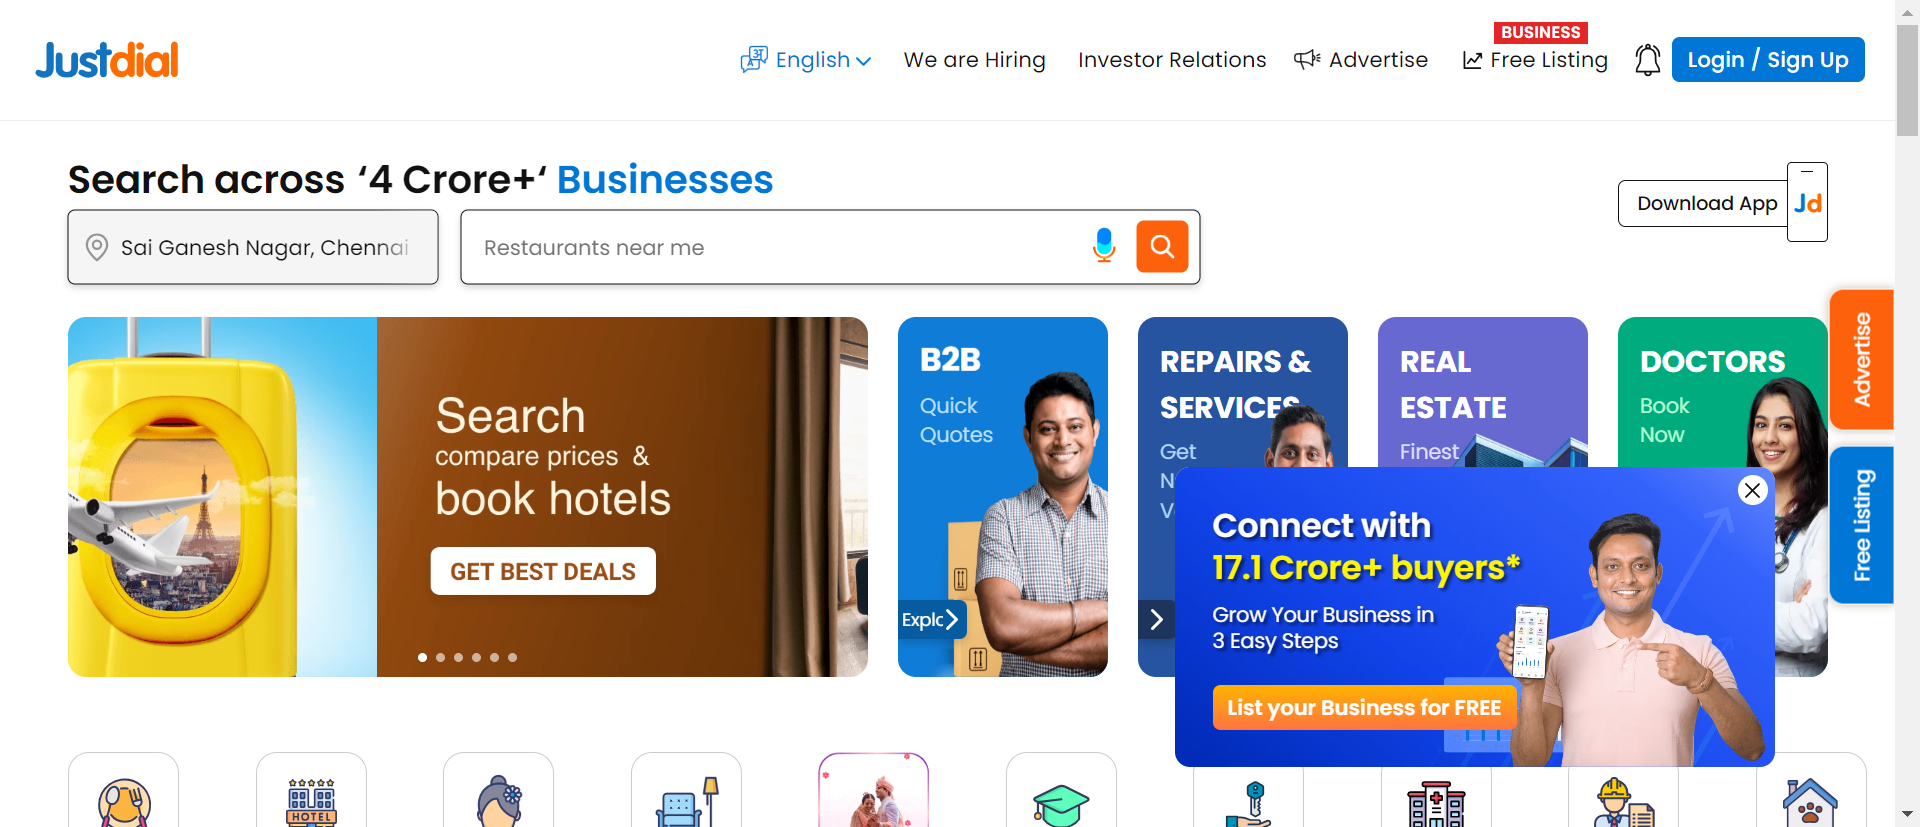 Justdial
English
We are Hiring
Investor Relations
Advertise
BUSINESS
Free Listing
Login / Sign Up
Search across ‘4 Crore+‘ Businesses
Download App
Jd
Sai Ganesh Nagar, Chennai
Restaurants near me
Search
compare prices &
book hotels
GET BEST DEALS
B2B
Quick
Quotes
Explo
REPAIRS &
SERVICES
Get
REAL
ESTATE
Finest
DOCTORS
Book
Now
Advertise
Free Listing
Connect with
17.1 Crore+ buyers*
Grow Your Business in
3 Easy Steps
List your Business for FREE
HOTEL